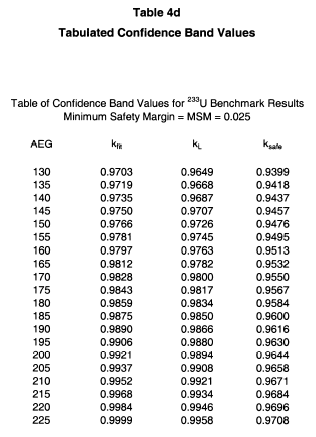 Table 4d
Tabulated Confidence Band Values
Table of Confidence Band Values for ²³³U Benchmark Results
Minimum Safety Margin = MSM = 0.025
AEG kfit kL ksafe
130 0.9703 0.9649 0.9399
135 0.9719 0.9668 0.9418
140 0.9735 0.9687 0.9437
145 0.9750 0.9707 0.9457
150 0.9766 0.9726 0.9476
155 0.9781 0.9745 0.9495
160 0.9797 0.9763 0.9513
165 0.9812 0.9782 0.9532
170 0.9828 0.9800 0.9550
175 0.9843 0.9817 0.9567
180 0.9859 0.9834 0.9584
185 0.9875 0.9850 0.9600
190 0.9890 0.9866 0.9616
195 0.9906 0.9880 0.9630
200 0.9921 0.9894 0.9644
205 0.9937 0.9908 0.9658
210 0.9952 0.9921 0.9671
215 0.9968 0.9934 0.9684
220 0.9984 0.9946 0.9696
225 0.9999 0.9958 0.9708